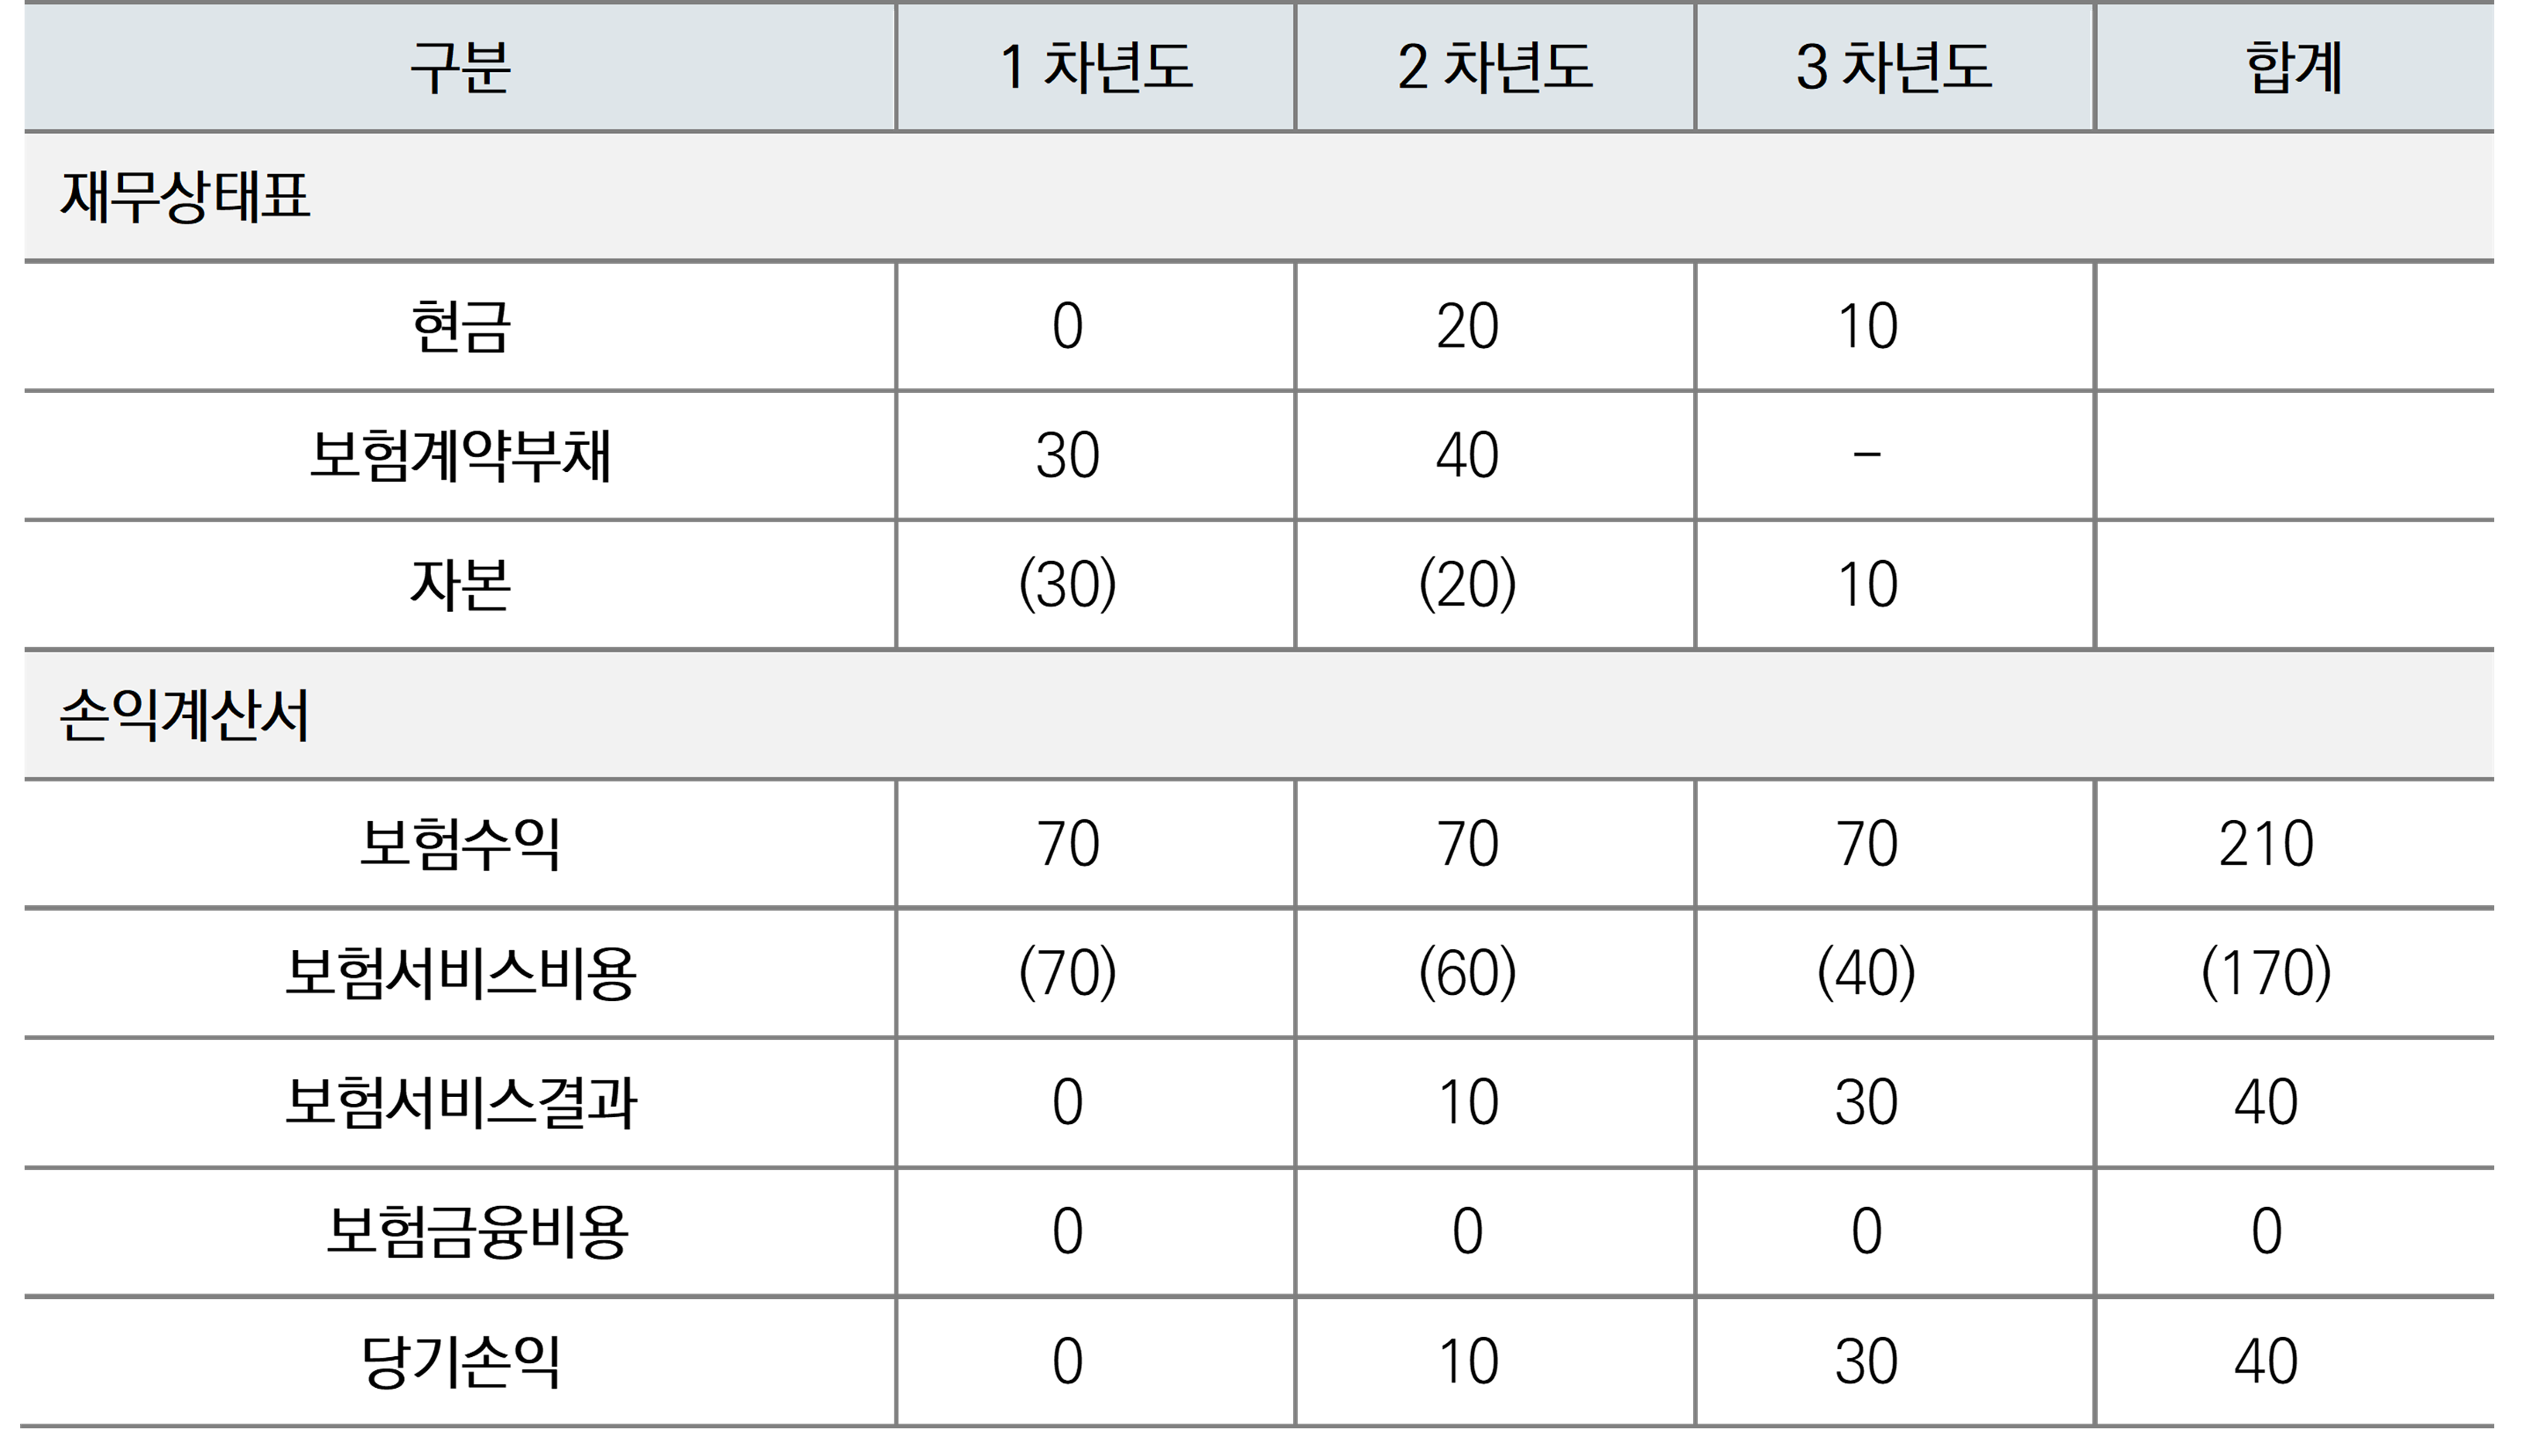 구분 1 차년도 2 차년도 3 차년도 합계
재무상태표
현금 0 20 10
보험계약부채 30 40 –
자본 (30) (20) 10
손익계산서
보험수익 70 70 70 210
보험서비스비용 (70) (60) (40) (170)
보험서비스결과 0 10 30 40
보험금융비용 0 0 0 0
당기손익 0 10 30 40